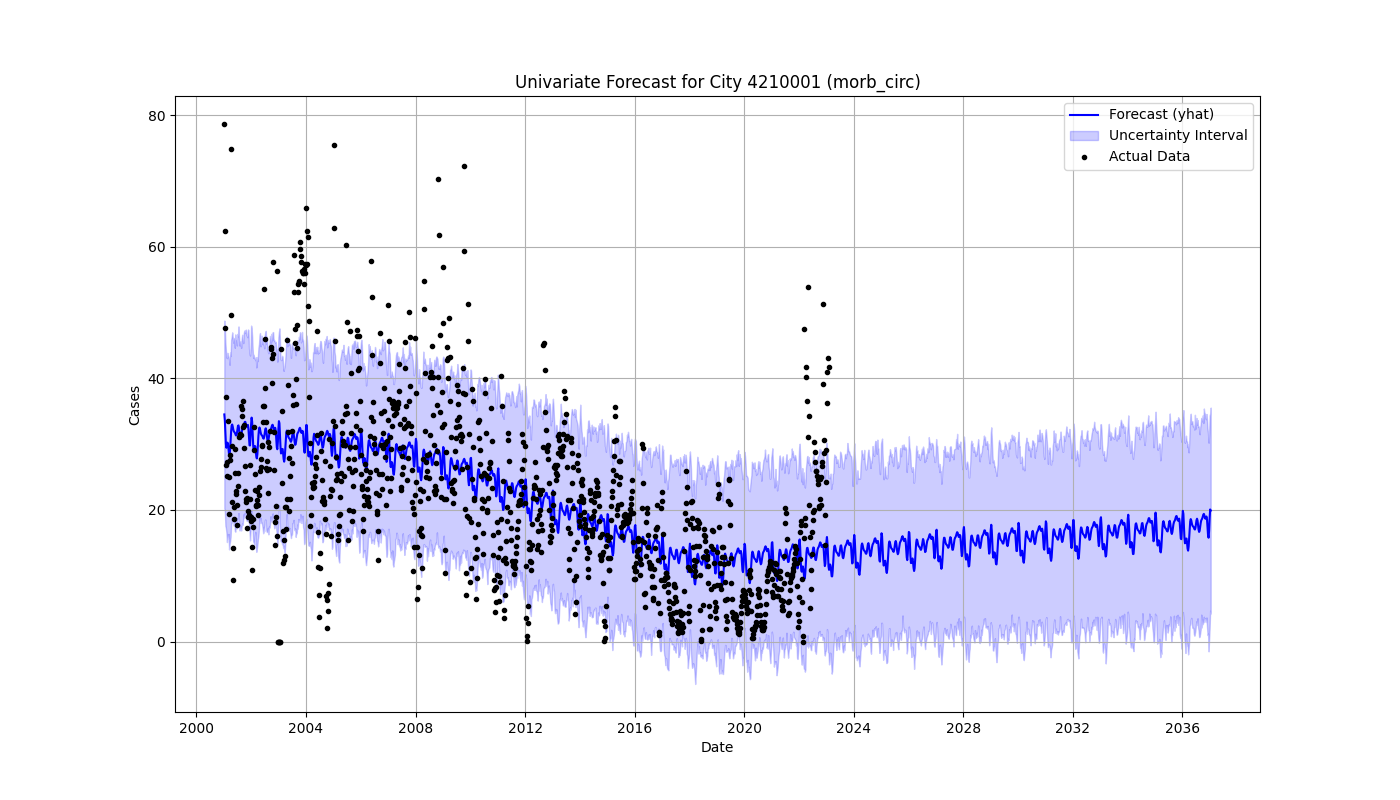 Univariate Forecast for City 4210001 (morb_circ)
Forecast (yhat)
Uncertainty Interval
Actual Data
Cases
80
60
40
20
0
2000 2004 2008 2012 2016 2020 2024 2028 2032 2036
Date